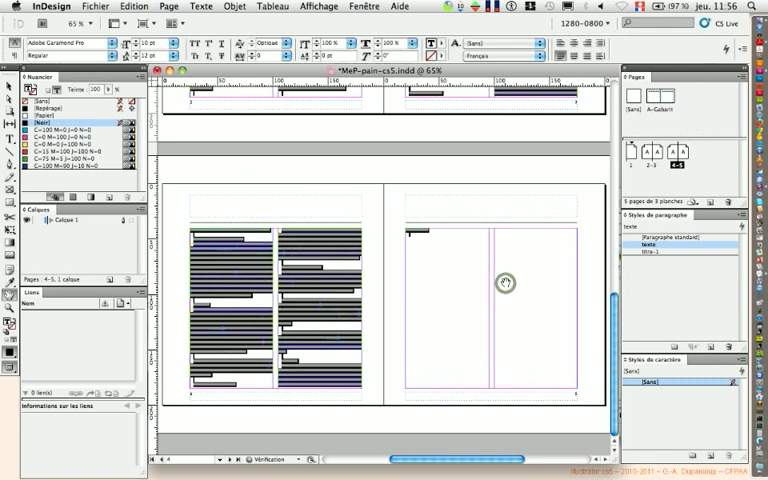 InDesign Fichier Edition Page Texte Objet Tableau Affichage Fenêtre Aide
(97%) jeu. 11:56
65 %
1280-0800
CS Live
Adobe Garamond Pro
10 pt
Optique
100 %
100 %
[Sans]
Regular
12 pt
0 pt
0°
Français
*MeP-pain-cs5.indd @ 65%
Nuancier
Teinte : 100 %
[Sans]
[Repérage]
[Papier]
[Noir]
C=100 M=0 J=0 N=0
C=0 M=100 J=0 N=0
C=0 M=0 J=100 N=0
C=15 M=100 J=100 N=0
C=75 M=5 J=100 N=0
C=100 M=90 J=10 N=0
Calques
Calque 1
Pages : 4-5, 1 calque
Liens
Nom
0 lien(s)
Informations sur les liens
Pages
[Sans] A-Gabarit
1 2-3 4-5
5 pages de 3 planches
Styles de paragraphe
texte
[Paragraphe standard]
texte
titre-1
Styles de caractère
[Sans]
[Sans]
4
Vérification
Illustrator cs5 – 2010-2011 – G.-A. Dupanloup – CFPAA